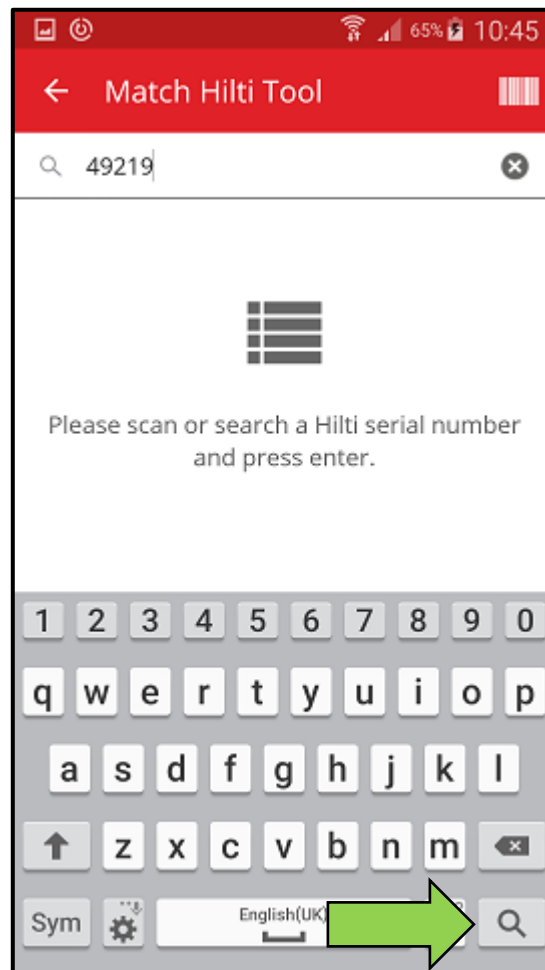 65% 10:45
Match Hilti Tool
49219
Please scan or search a Hilti serial number
and press enter.
1 2 3 4 5 6 7 8 9 0
q w e r t y u i o p
a s d f g h j k l
z x c v b n m
Sym English(UK)